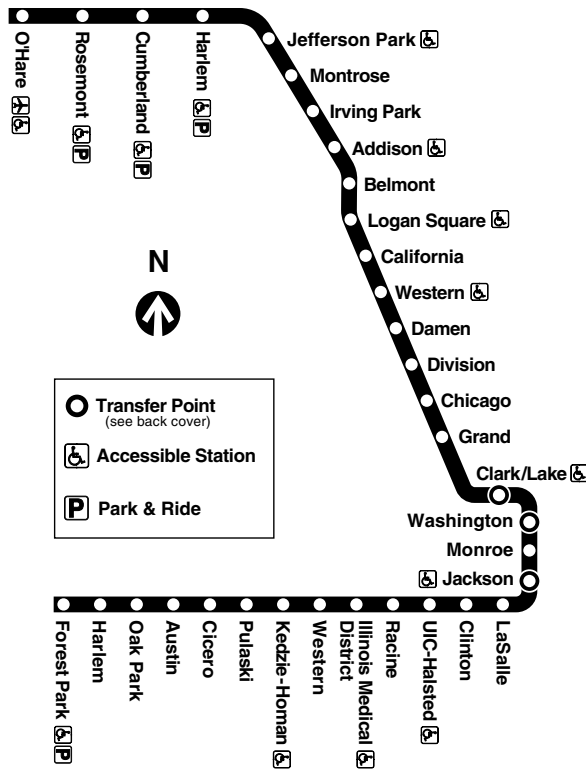 O'Hare
Rosemont
P
Cumberland
P
Harlem
P
Jefferson Park
Montrose
Irving Park
Addison
Belmont
Logan Square
California
Western
Damen
Division
Chicago
Grand
Clark/Lake
Washington
Monroe
Jackson
N
Transfer Point
(see back cover)
Accessible Station
P Park & Ride
Forest Park
P
Harlem
Oak Park
Austin
Cicero
Pulaski
Kedzie-Homan
Western
Illinois Medical
District
Racine
UIC-Halsted
Clinton
LaSalle